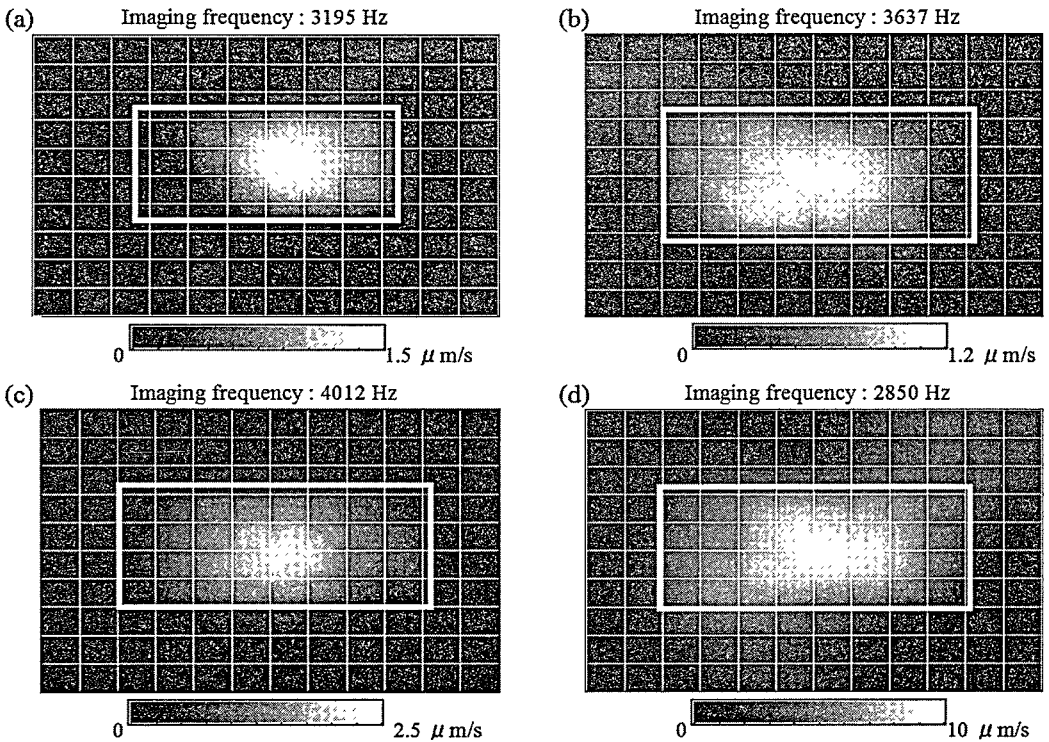 (a) Imaging frequency : 3195 Hz
0 1.5 μ m/s
(b) Imaging frequency : 3637 Hz
0 1.2 μ m/s
(c) Imaging frequency : 4012 Hz
0 2.5 μ m/s
(d) Imaging frequency : 2850 Hz
0 10 μ m/s